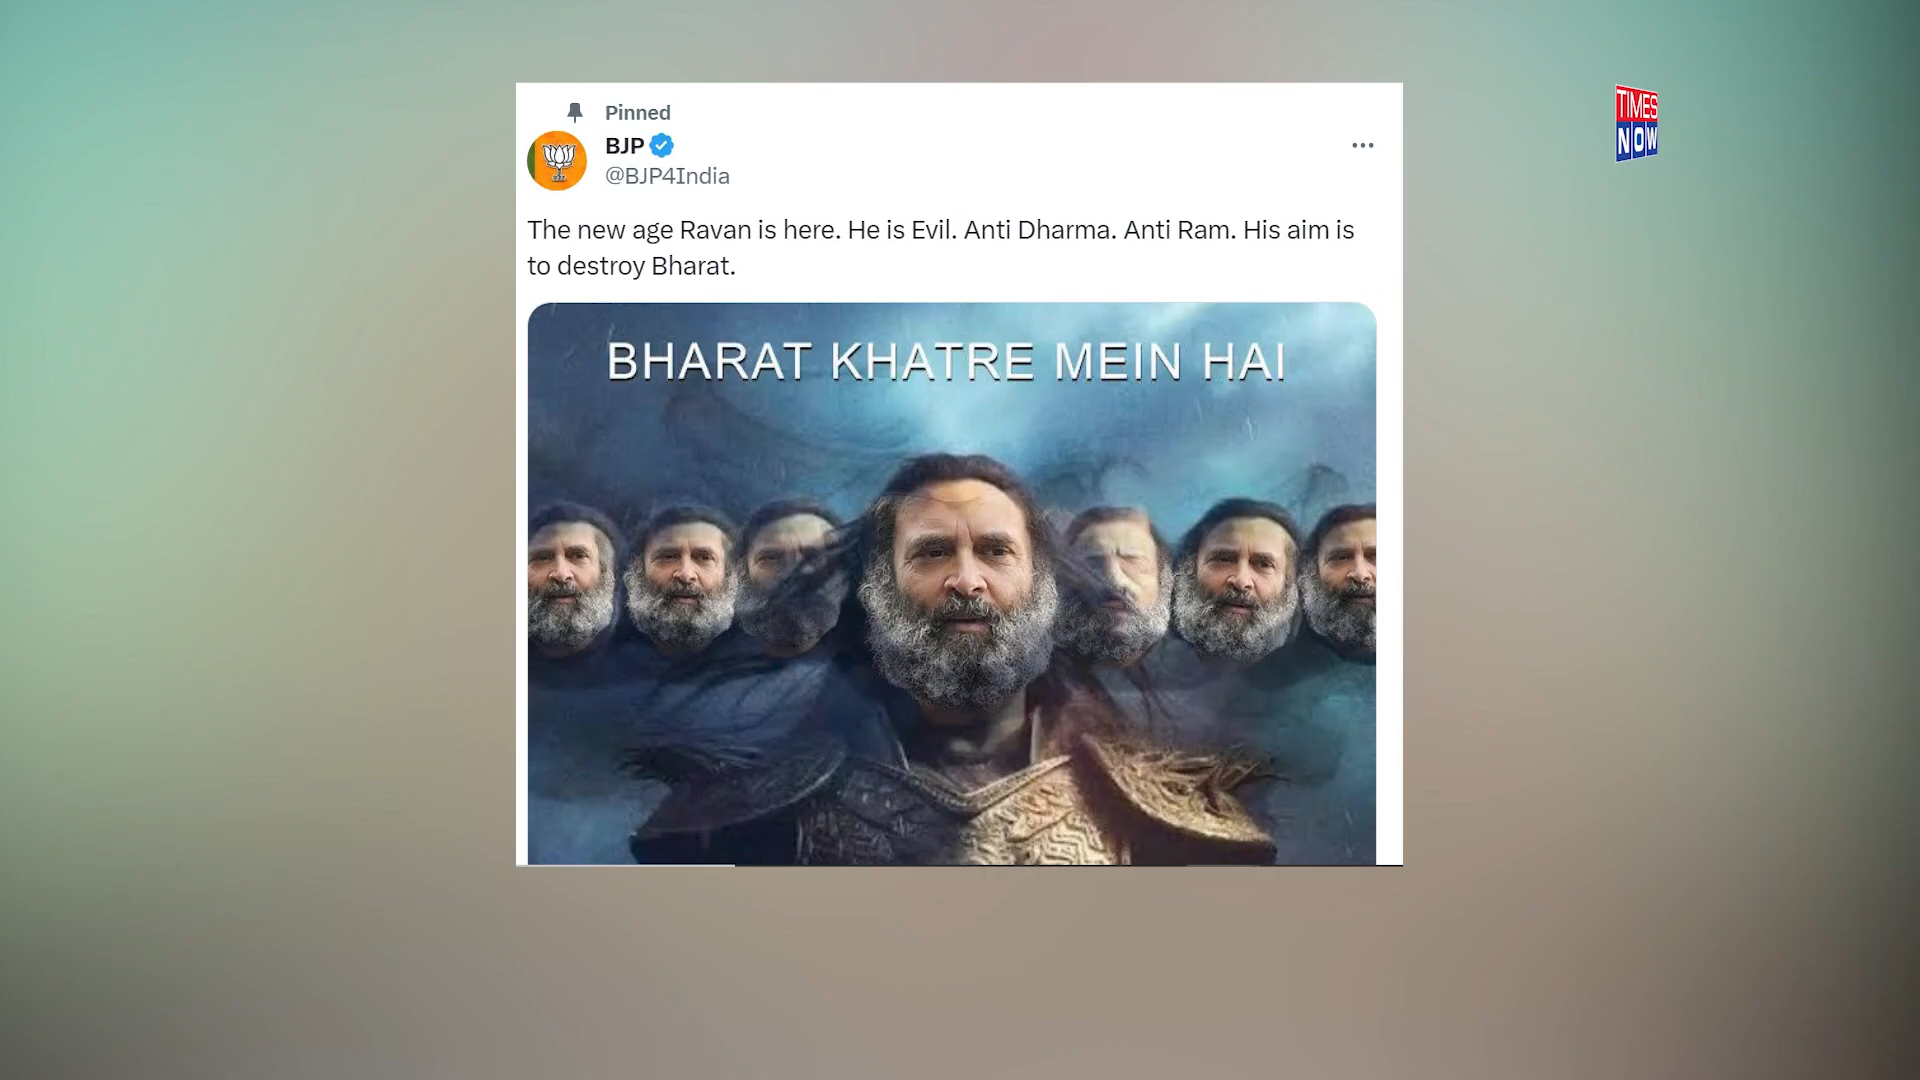 Pinned
BJP
@BJP4India
The new age Ravan is here. He is Evil. Anti Dharma. Anti Ram. His aim is
to destroy Bharat.
BHARAT KHATRE MEIN HAI
TIMES
NOW